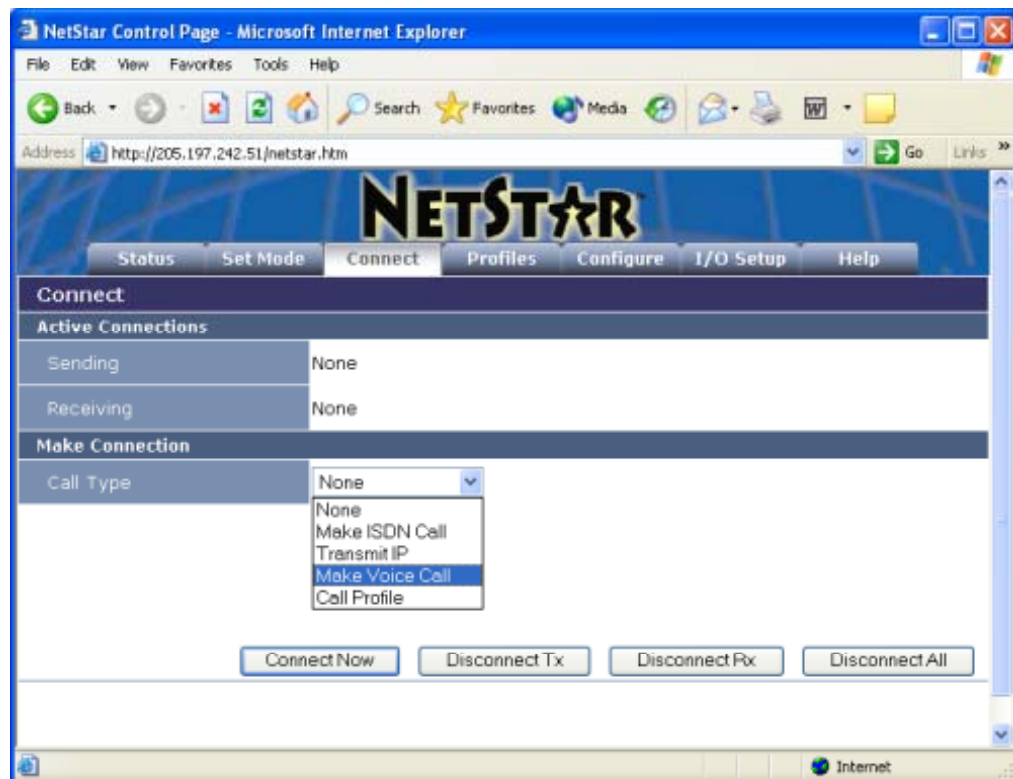 NetStar Control Page - Microsoft Internet Explorer
File Edit View Favorites Tools Help
Back Search Favorites Media W
Address http://205.197.242.51/netstar.htm Go Links »
NETSTAR
Status Set Mode Connect Profiles Configure I/O Setup Help
Connect
Active Connections
Sending None
Receiving None
Make Connection
Call Type None
None
Make ISDN Call
Transmit IP
Make Voice Call
Call Profile
Connect Now Disconnect Tx Disconnect Rx Disconnect All
Internet